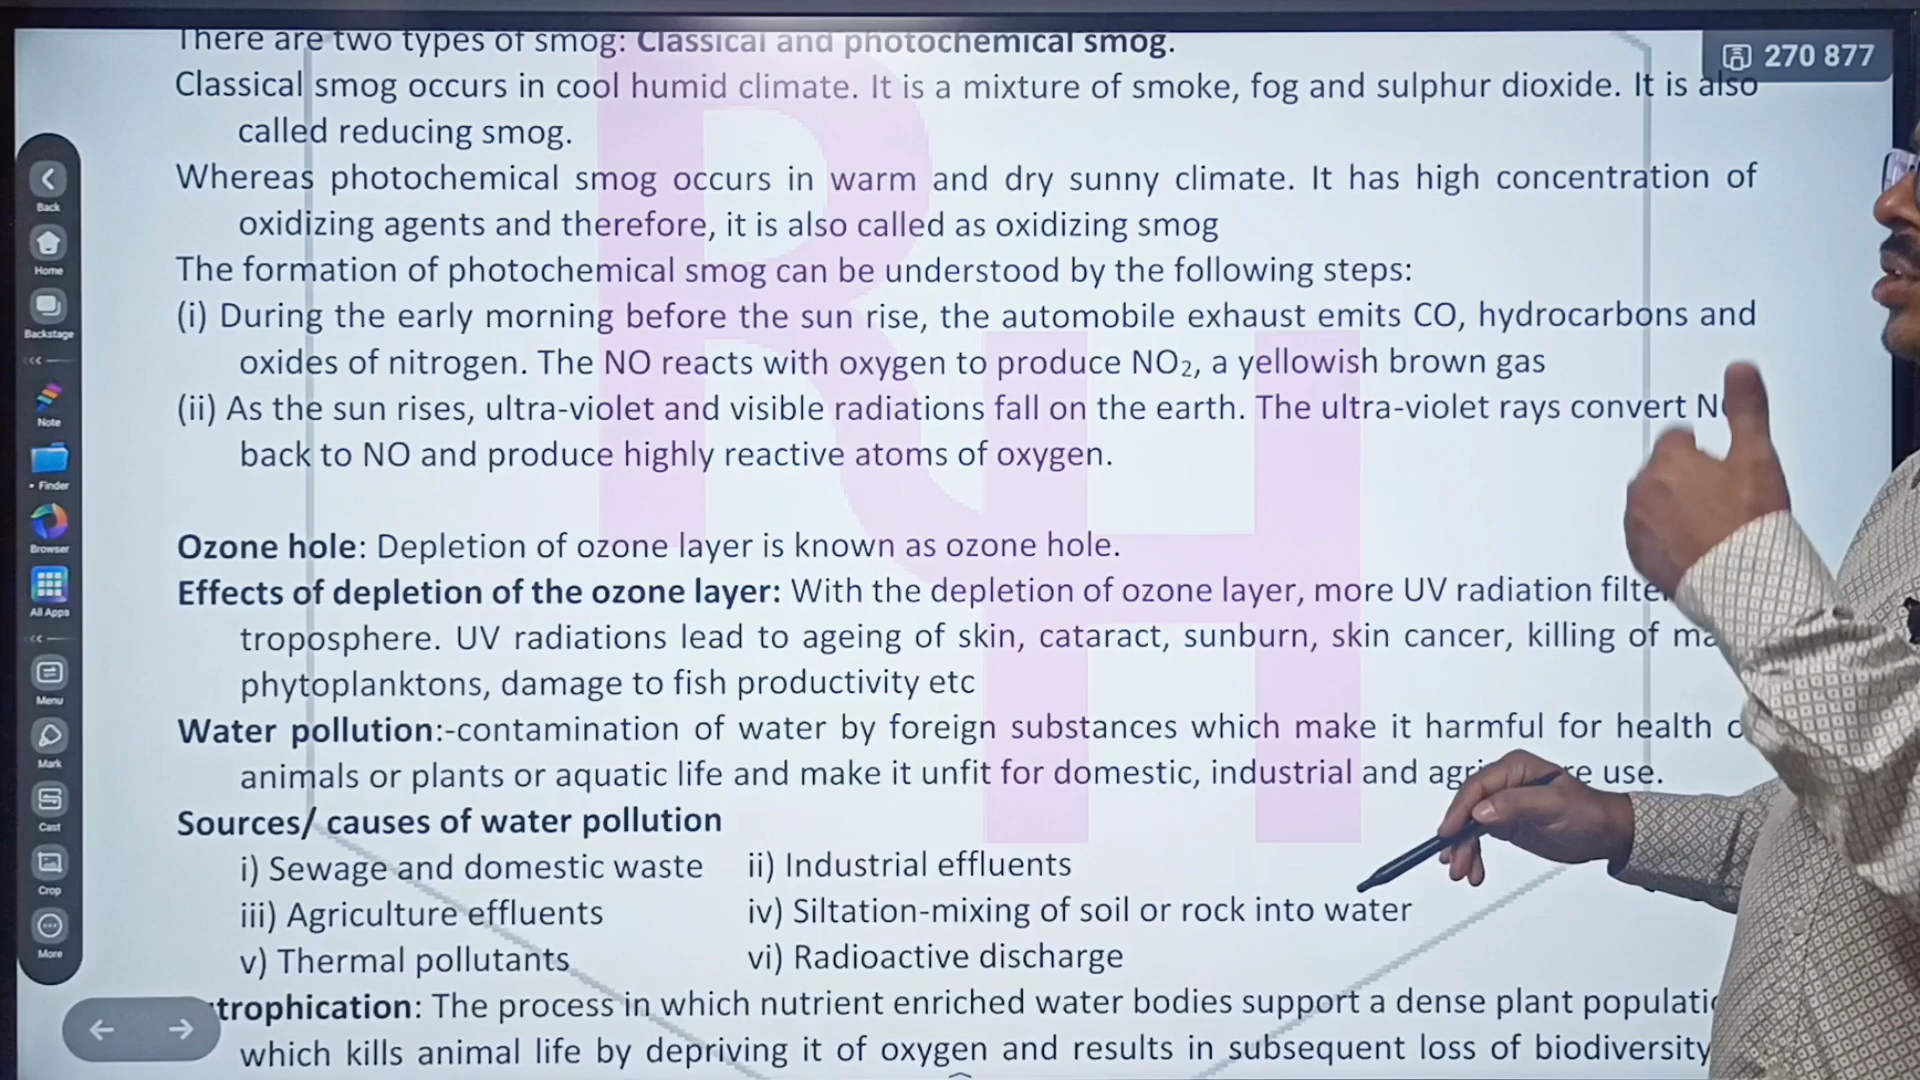 There are two types of smog: Classical and photochemical smog.
270 877
Classical smog occurs in cool humid climate. It is a mixture of smoke, fog and sulphur dioxide. It is also
called reducing smog.
Whereas photochemical smog occurs in warm and dry sunny climate. It has high concentration of
oxidizing agents and therefore, it is also called as oxidizing smog
The formation of photochemical smog can be understood by the following steps:
(i) During the early morning before the sun rise, the automobile exhaust emits CO, hydrocarbons and
oxides of nitrogen. The NO reacts with oxygen to produce NO₂, a yellowish brown gas
(ii) As the sun rises, ultra-violet and visible radiations fall on the earth. The ultra-violet rays convert
back to NO and produce highly reactive atoms of oxygen.
Ozone hole: Depletion of ozone layer is known as ozone hole.
Effects of depletion of the ozone layer: With the depletion of ozone layer, more UV radiation
troposphere. UV radiations lead to ageing of skin, cataract, sunburn, skin cancer, killing of
phytoplanktons, damage to fish productivity etc
Water pollution:-contamination of water by foreign substances which make it harmful for health
animals or plants or aquatic life and make it unfit for domestic, industrial and use.
Sources/ causes of water pollution
i) Sewage and domestic waste ii) Industrial effluents
iii) Agriculture effluents iv) Siltation-mixing of soil or rock into water
v) Thermal pollutants vi) Radioactive discharge
trophication: The process in which nutrient enriched water bodies support a dense plant
which kills animal life by depriving it of oxygen and results in subsequent loss of biodiversity
RH
Back
Home
Backstage
Note
Finder
Browser
All Apps
Menu
Mark
Cast
Crop
More